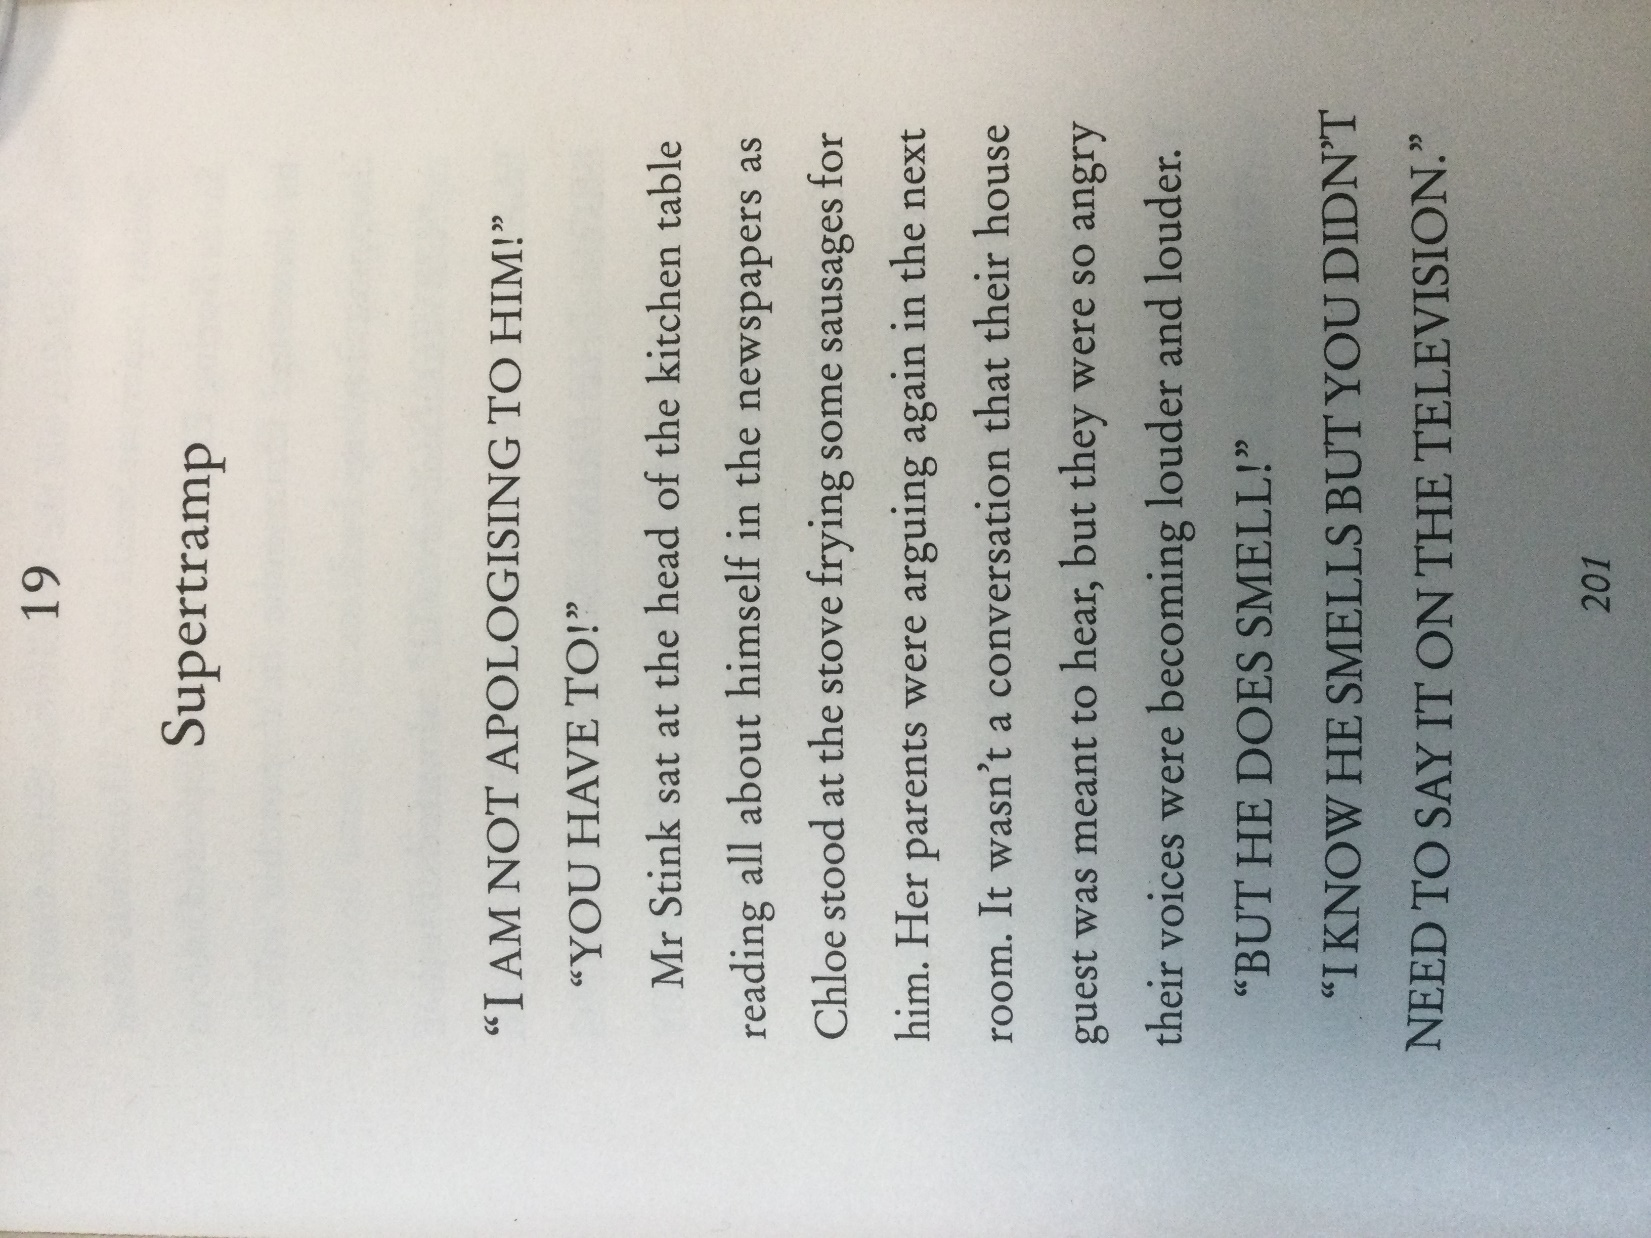 19
Supertramp
“I AM NOT APOLOGISING TO HIM!”
“YOU HAVE TO!”
Mr Stink sat at the head of the kitchen table
reading all about himself in the newspapers as
Chloe stood at the stove frying some sausages for
him. Her parents were arguing again in the next
room. It wasn’t a conversation that their house
guest was meant to hear, but they were so angry
their voices were becoming louder and louder.
“BUT HE DOES SMELL!”
“I KNOW HE SMELLS BUT YOU DIDN’T
NEED TO SAY IT ON THE TELEVISION.”
201